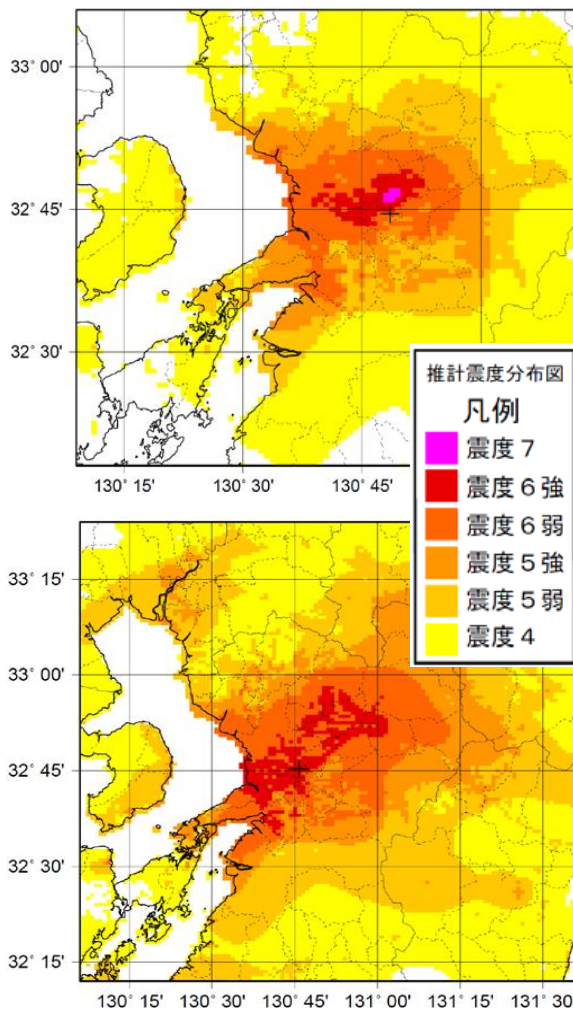 33° 00'
32° 45'
32° 30'
130° 15'
130° 30'
130° 45'
推計震度分布図
凡例
震度７
震度６強
震度６弱
震度５強
震度５弱
震度４
33° 15'
33° 00'
32° 45'
32° 30'
32° 15'
130° 15'
130° 30'
130° 45'
131° 00'
131° 15'
131° 30'